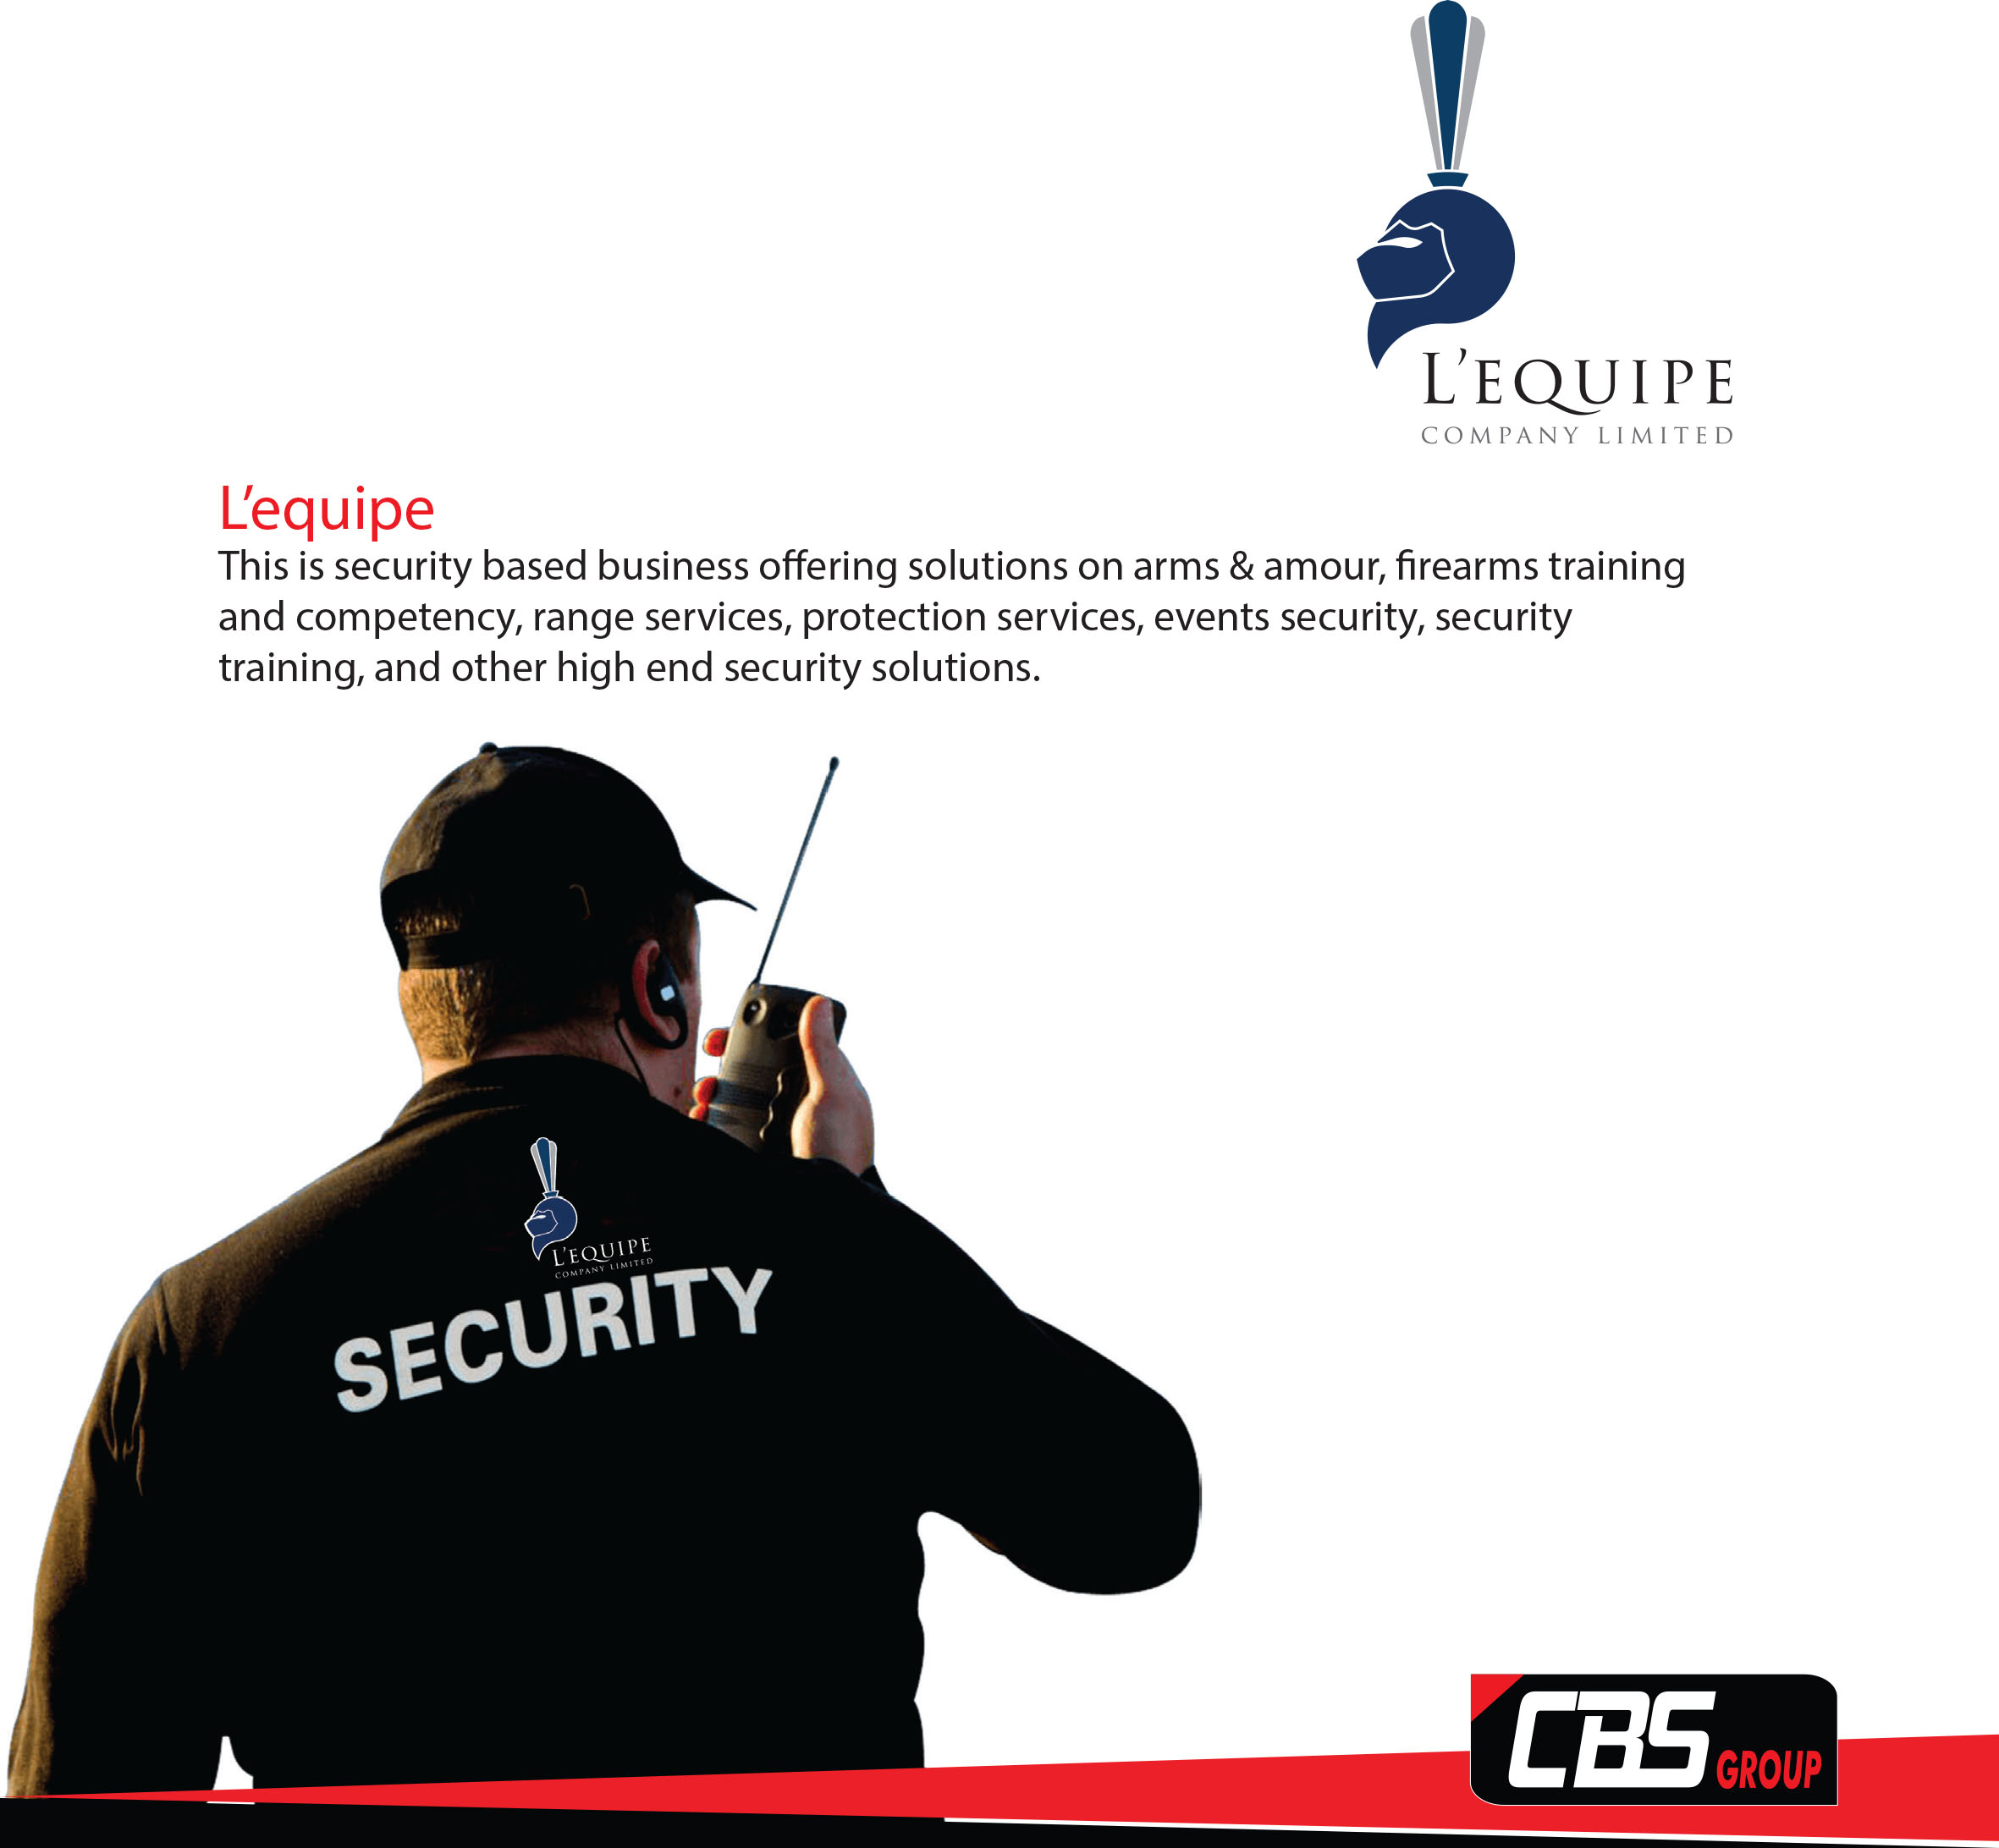 L’EQUIPE
COMPANY LIMITED
L’equipe
This is security based business offering solutions on arms & amour, firearms training
and competency, range services, protection services, events security, security
training, and other high end security solutions.
L’EQUIPE
COMPANY LIMITED
SECURITY
CBS GROUP